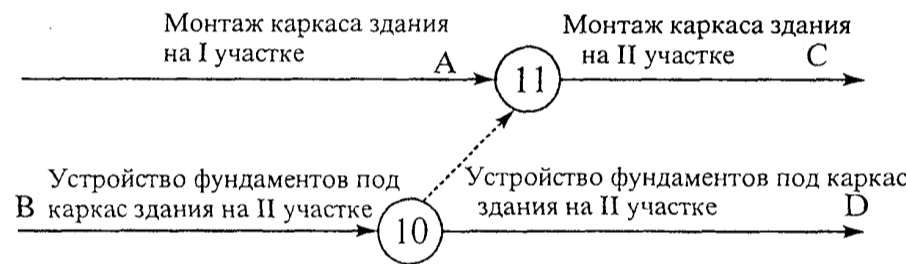 Монтаж каркаса здания
на I участке
A
11
Монтаж каркаса здания
на II участке
C
Устройство фундаментов под
B каркас здания на II участке
10
Устройство фундаментов под каркас
здания на II участке
D